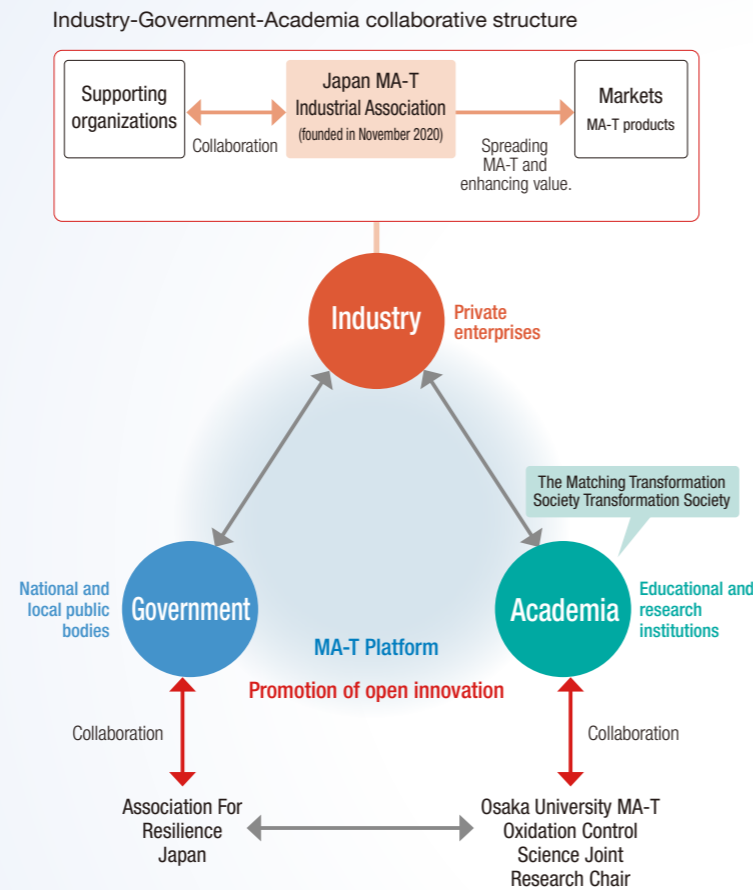 Industry-Government-Academia collaborative structure
Supporting
organizations
Collaboration
Japan MA-T
Industrial Association
(founded in November 2020)
Spreading
MA-T and
enhancing value.
Markets
MA-T products
Industry
Private
enterprises
The Matching Transformation
Society Transformation Society
National and
local public
bodies
Government
Academia
Educational and
research
institutions
MA-T Platform
Promotion of open innovation
Collaboration
Collaboration
Association For
Resilience
Japan
Osaka University MA-T
Oxidation Control
Science Joint
Research Chair